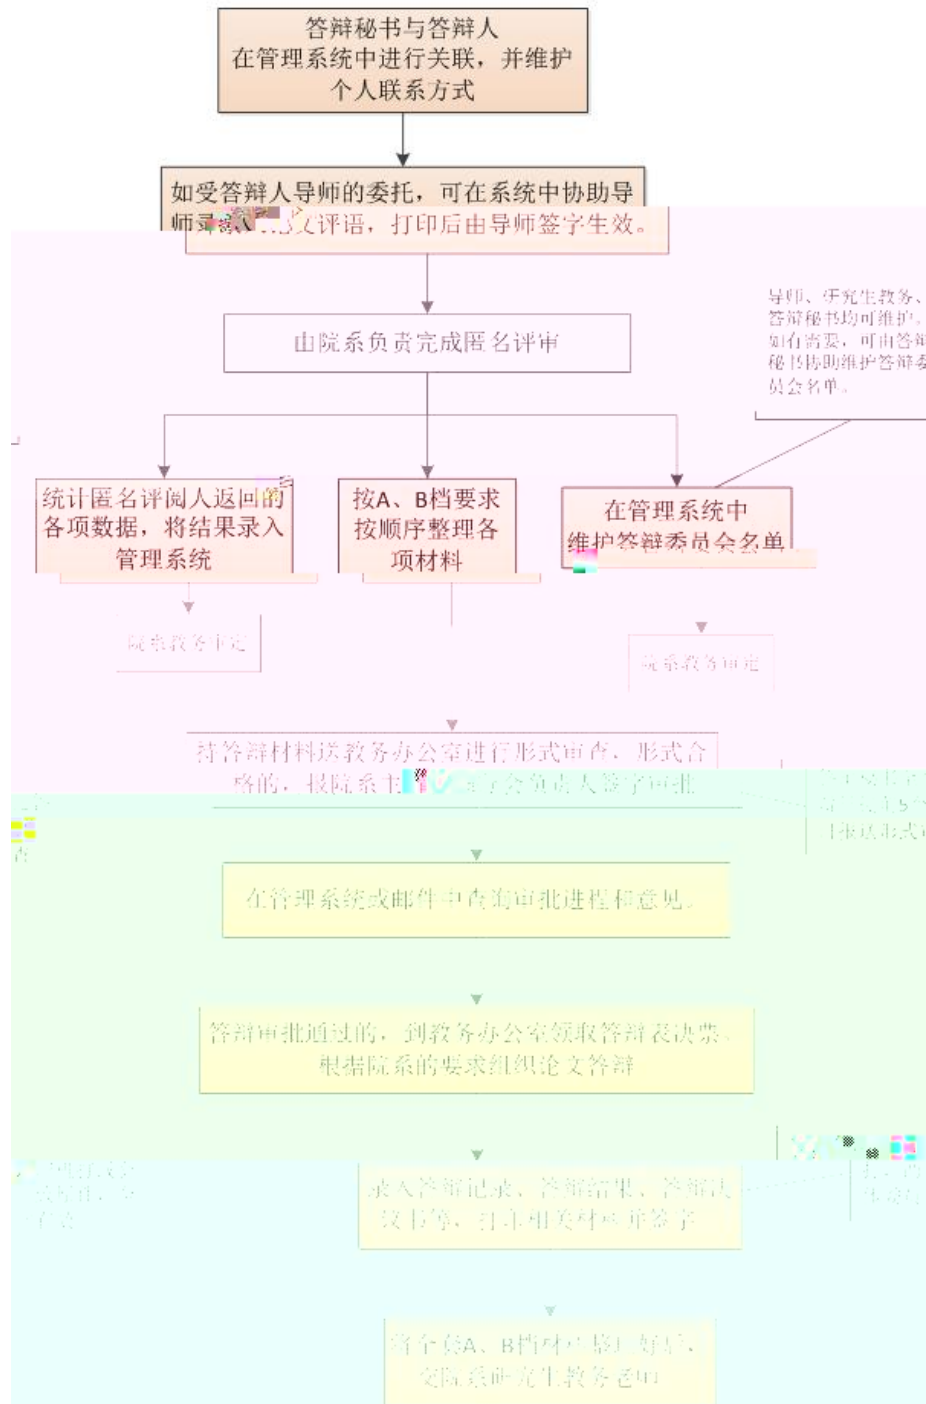 答辩秘书与答辩人
在管理系统中进行关联，并维护
个人联系方式
如受答辩人导师的委托，可在系统中协助导
师录入论文评语，打印后由导师签字生效。
由院系负责完成匿名评审
导师、研究生教务、
答辩秘书均可维护。
如有需要，可由答辩
秘书协助维护答辩委
员会名单。
统计匿名评阅人返回的
各项数据，将结果录入
管理系统
按A、B档要求
按顺序整理各
项材料
在管理系统中
维护答辩委员会名单
院系教务审定
院系教务审定
持答辩材料送教务办公室进行形式审查，形式合
格的，报院系主 负责人签字审批
在管理系统或邮件中查询审批进程和意见。
答辩审批通过的，到教务办公室领取答辩表决票，
根据院系的要求组织论文答辩
录入答辩记录、答辩结果、答辩决
议书等，打印相关材料并签字
A、B档材料整理好后，
交院系研究生教务老师